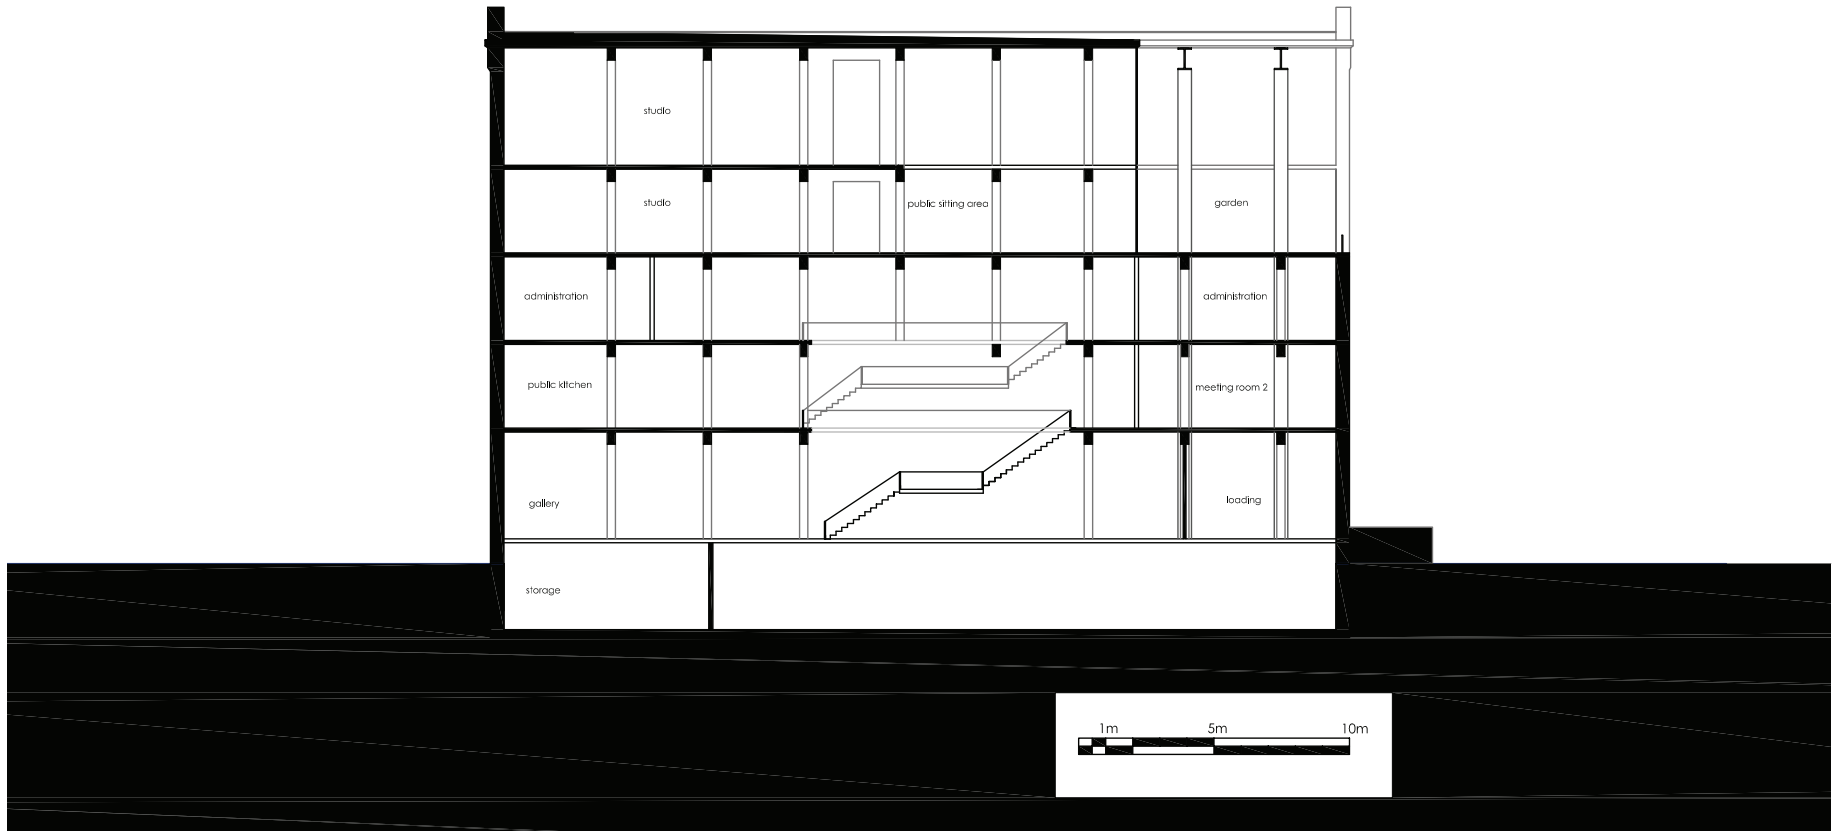 studio
studio
public sitting area
garden
administration
administration
public kitchen
meeting room 2
gallery
loading
storage
1m 5m 10m